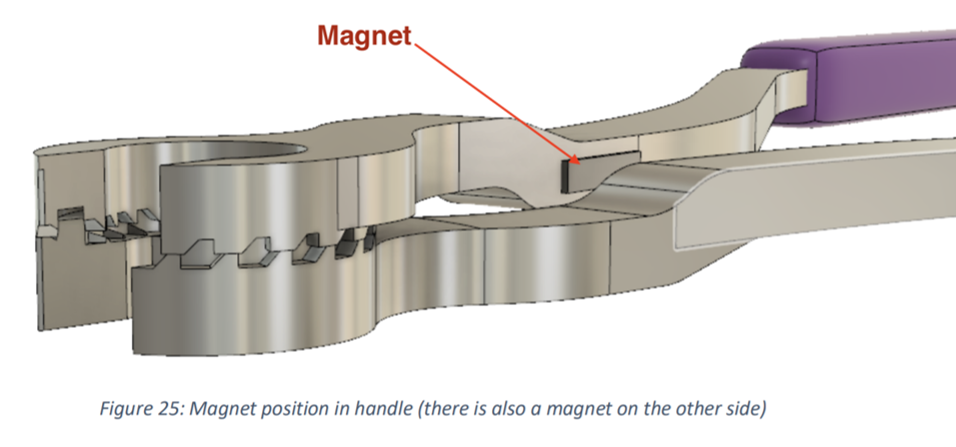 Magnet
Figure 25: Magnet position in handle (there is also a magnet on the other side)